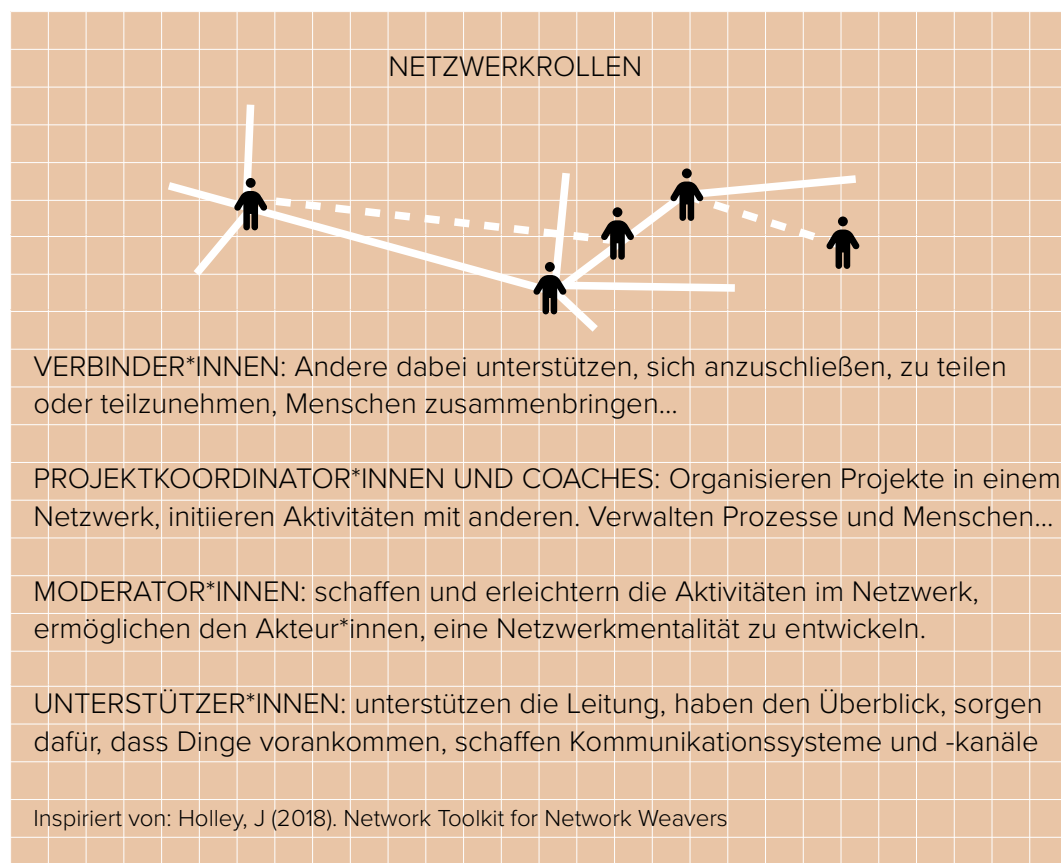 NETZWERKROLLEN
VERBINDER*INNEN: Andere dabei unterstützen, sich anzuschließen, zu teilen
oder teilzunehmen, Menschen zusammenbringen...
PROJEKTKOORDINATOR*INNEN UND COACHES: Organisieren Projekte in einem
Netzwerk, initiieren Aktivitäten mit anderen. Verwalten Prozesse und Menschen...
MODERATOR*INNEN: schaffen und erleichtern die Aktivitäten im Netzwerk,
ermöglichen den Akteur*innen, eine Netzwerkmentalität zu entwickeln.
UNTERSTÜTZER*INNEN: unterstützen die Leitung, haben den Überblick, sorgen
dafür, dass Dinge vorankommen, schaffen Kommunikationssysteme und -kanäle
Inspiriert von: Holley, J (2018). Network Toolkit for Network Weavers